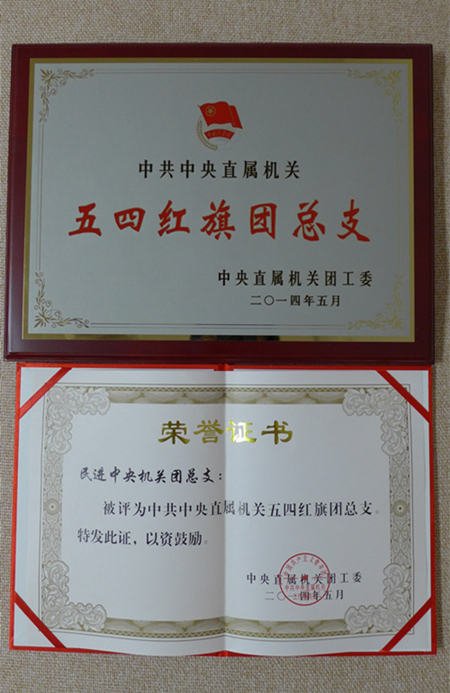 中共中央直属机关
五四红旗团总支
中央直属机关团工委
二〇一四年五月
荣誉证书
民进中央机关团总支：
被评为中共中央直属机关五四红旗团总支。
特发此证，以资鼓励。
中央直属机关团工委
二〇一四年五月